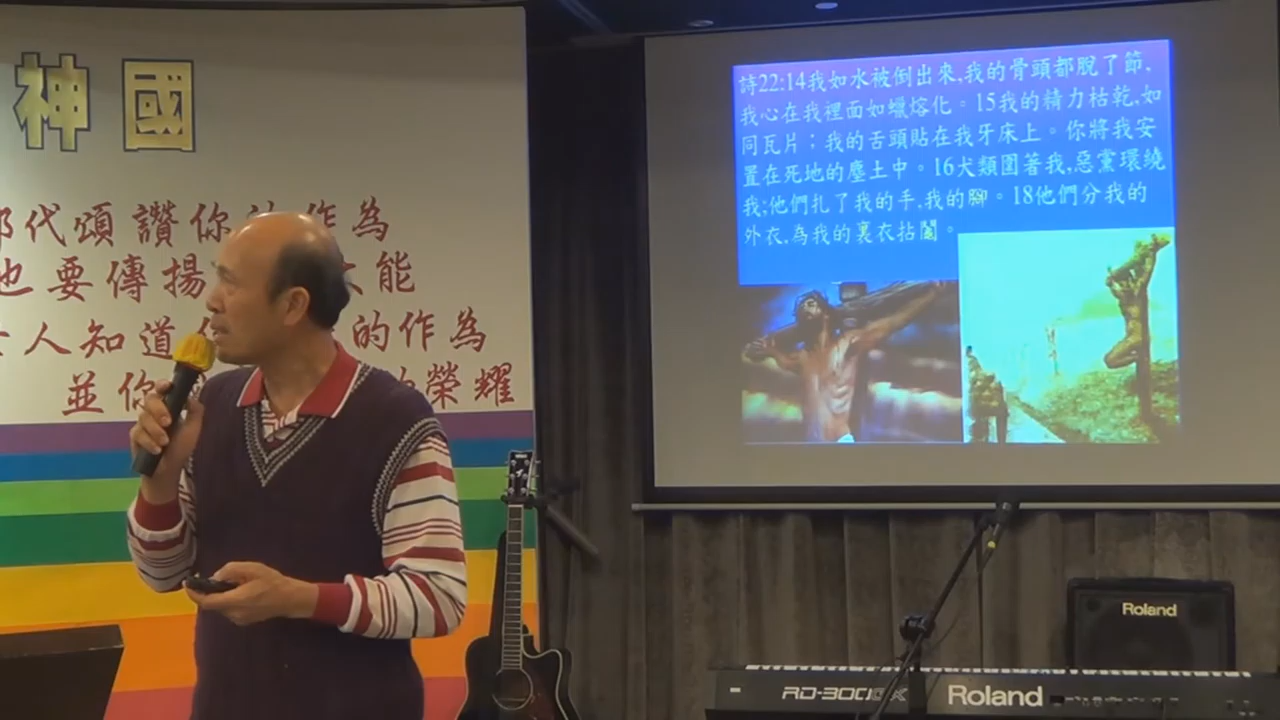 神國
代頌讚你 作為
也要傳揚 大能
人知道 的作為
並你 榮耀
詩22:14我如水被倒出來,我的骨頭都脫了節,
我心在我裡面如蠟熔化。15我的精力枯乾,如
同瓦片；我的舌頭貼在我牙床上。你將我安
置在死地的塵土中。16犬類圍著我,惡黨環繞
我;他們扎了我的手,我的腳。18他們分我的
外衣,為我的裏衣拈鬮。
Roland
RD-300GX Roland